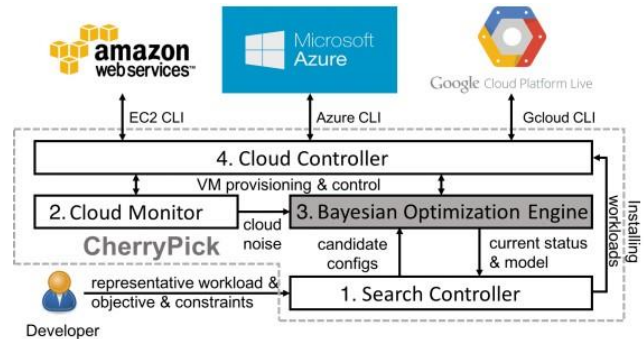 amazon
webservices™
Microsoft
Azure
Google Cloud Platform Live
EC2 CLI
Azure CLI
Gcloud CLI
4. Cloud Controller
VM provisioning & control
2. Cloud Monitor
3. Bayesian Optimization Engine
Installing
workloads
CherryPick
cloud
noise
candidate
configs
current status
& model
representative workload &
objective & constraints
1. Search Controller
Developer